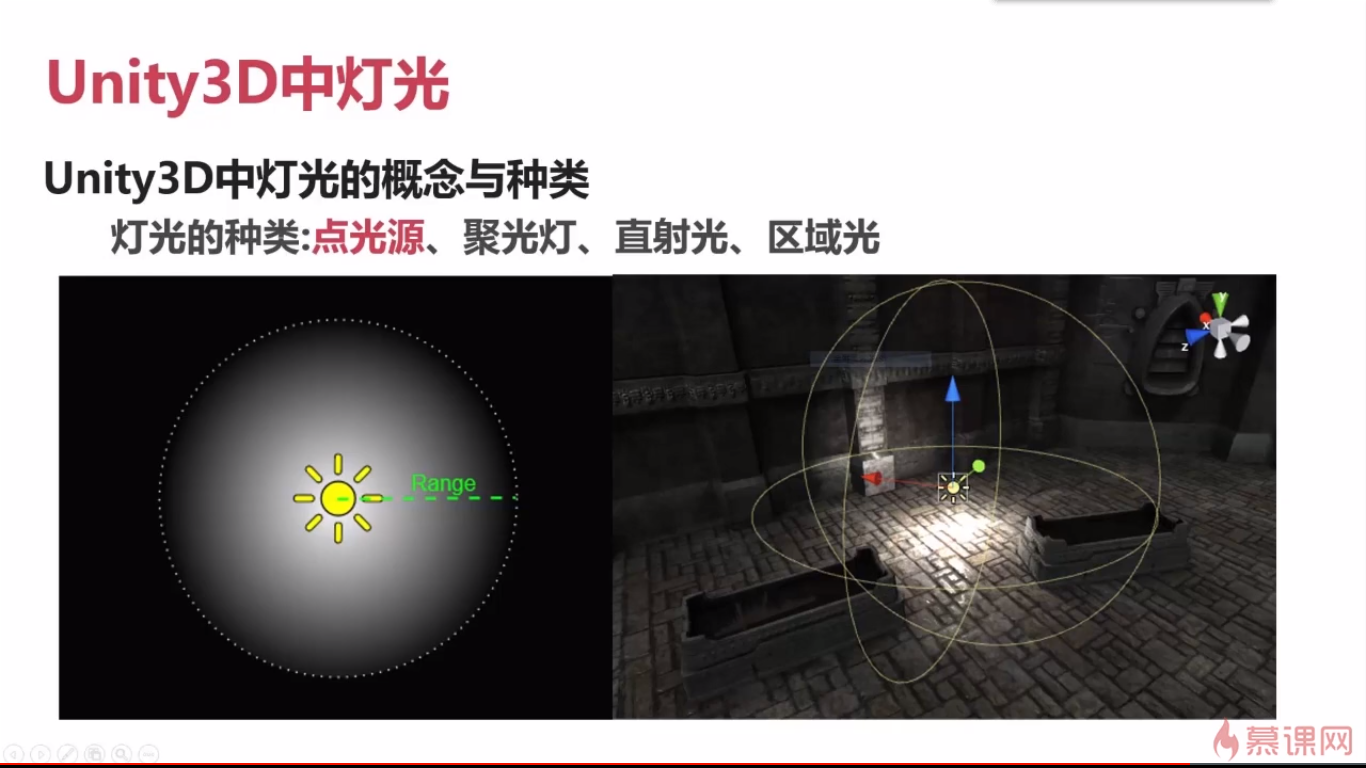 Unity3D中灯光
Unity3D中灯光的概念与种类
灯光的种类:点光源、聚光灯、直射光、区域光
Range
y
x
z
慕课网